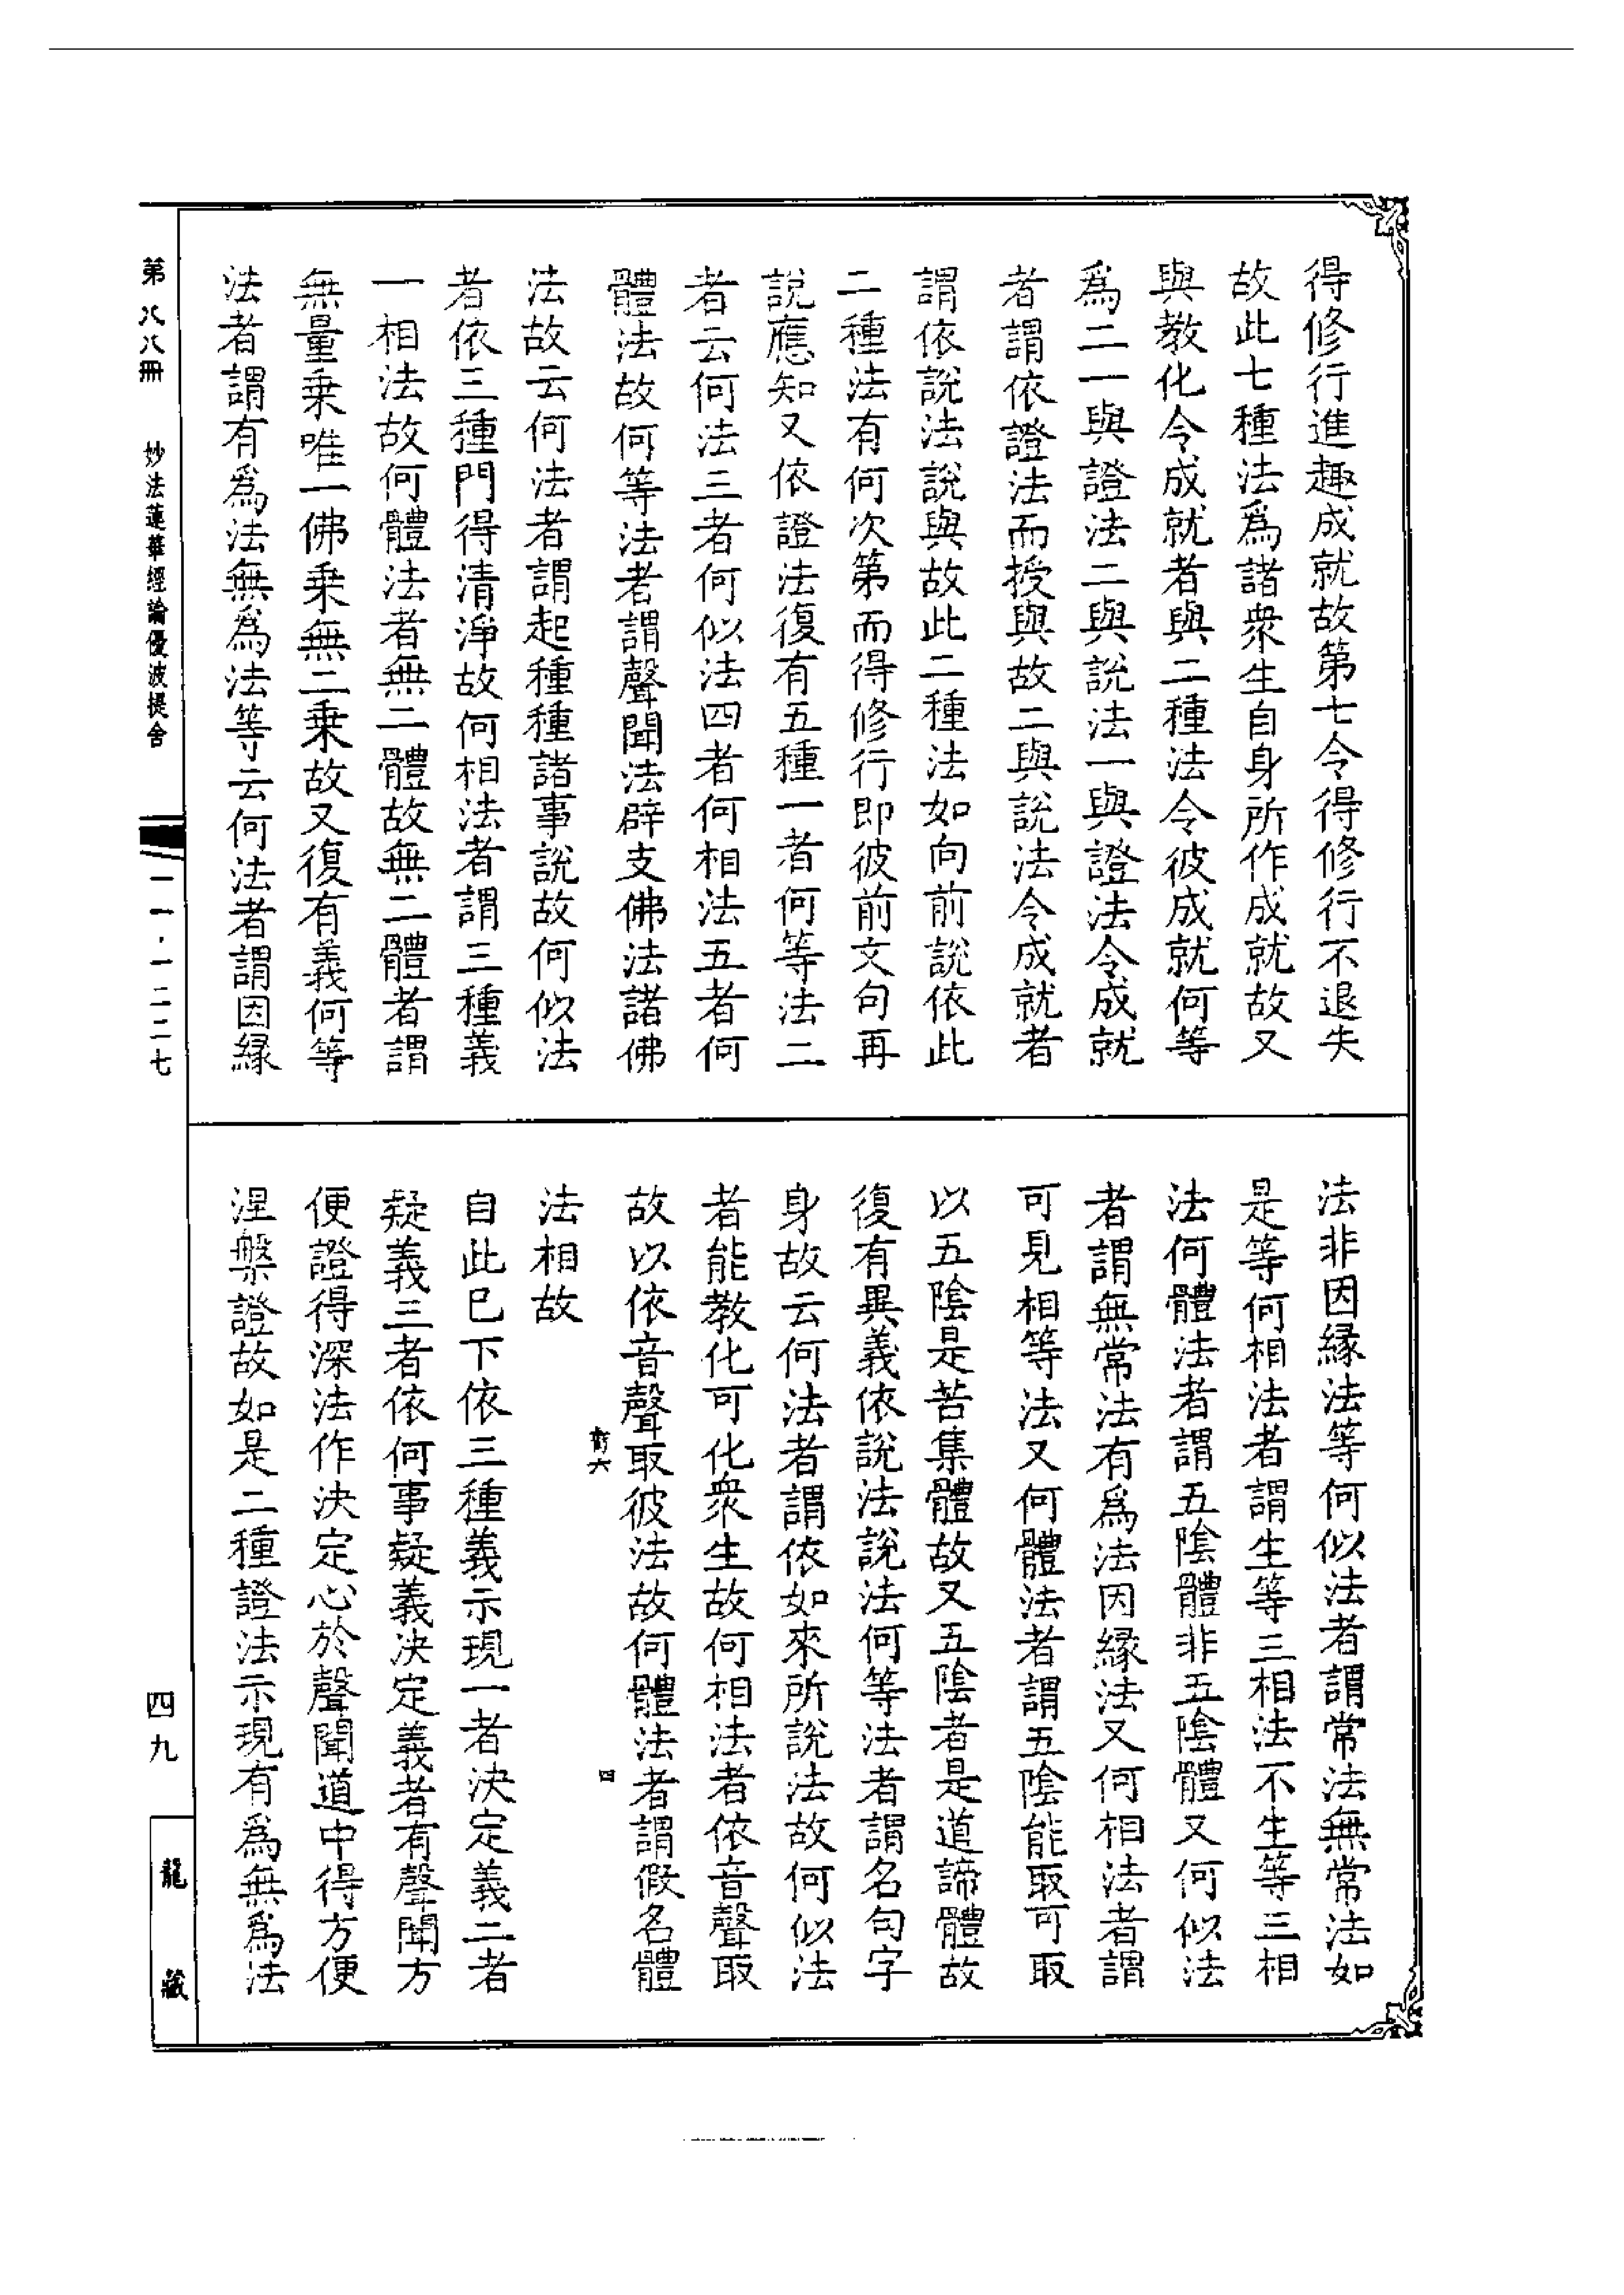 得修行進趣成就故第七令得修行不退失
故此七種法爲諸衆生自身所作成就故又
與教化令成就者與二種法令彼成就何等
爲二一與證法二與說法一與證法令成就
者謂依證法而授與故二與說法令成就者
謂依說法說與故此二種法如向前說依此
二種法有何次第而得修行即彼前文句再
說應知又依證法復有五種一者何等法二
者云何法三者何似法四者何相法五者何
體法故何等法者謂聲聞法辟支佛法諸佛
法故云何法者謂起種種諸事說故何似法
者依三種門得清淨故何相法者謂三種義
一相法故何體法者無二體故無二體者謂
無量乗唯一佛乗無二乗故又復有義何等
法者謂有爲法無爲法等云何法者謂因縁
法非因縁法等何似法者謂常法無常法如
是等何相法者謂生等三相法不生等三相
法何體法者謂五陰體非五陰體又何似法
者謂無常法有爲法因縁法又何相法者謂
可見相等法又何體法者謂五陰能取可取
以五陰是苦集體故又五陰者是道諦體故
復有異義依說法說法何等法者謂名句字
身故云何法者謂依如來所說法故何似法
者能教化可化衆生故何相法者依音聲取
故以依音聲取彼法故何體法者謂假名體
四
法相故
自此已下依三種義示現一者決定義二者
疑義三者依何事疑義決定義者有聲聞方
便證得深法作決定心於聲聞道中得方便
涅槃證故如是二種證法示現有爲無爲法
第八八冊 妙法蓮華經論優波提舍
一一·一二二七
四九
龍藏